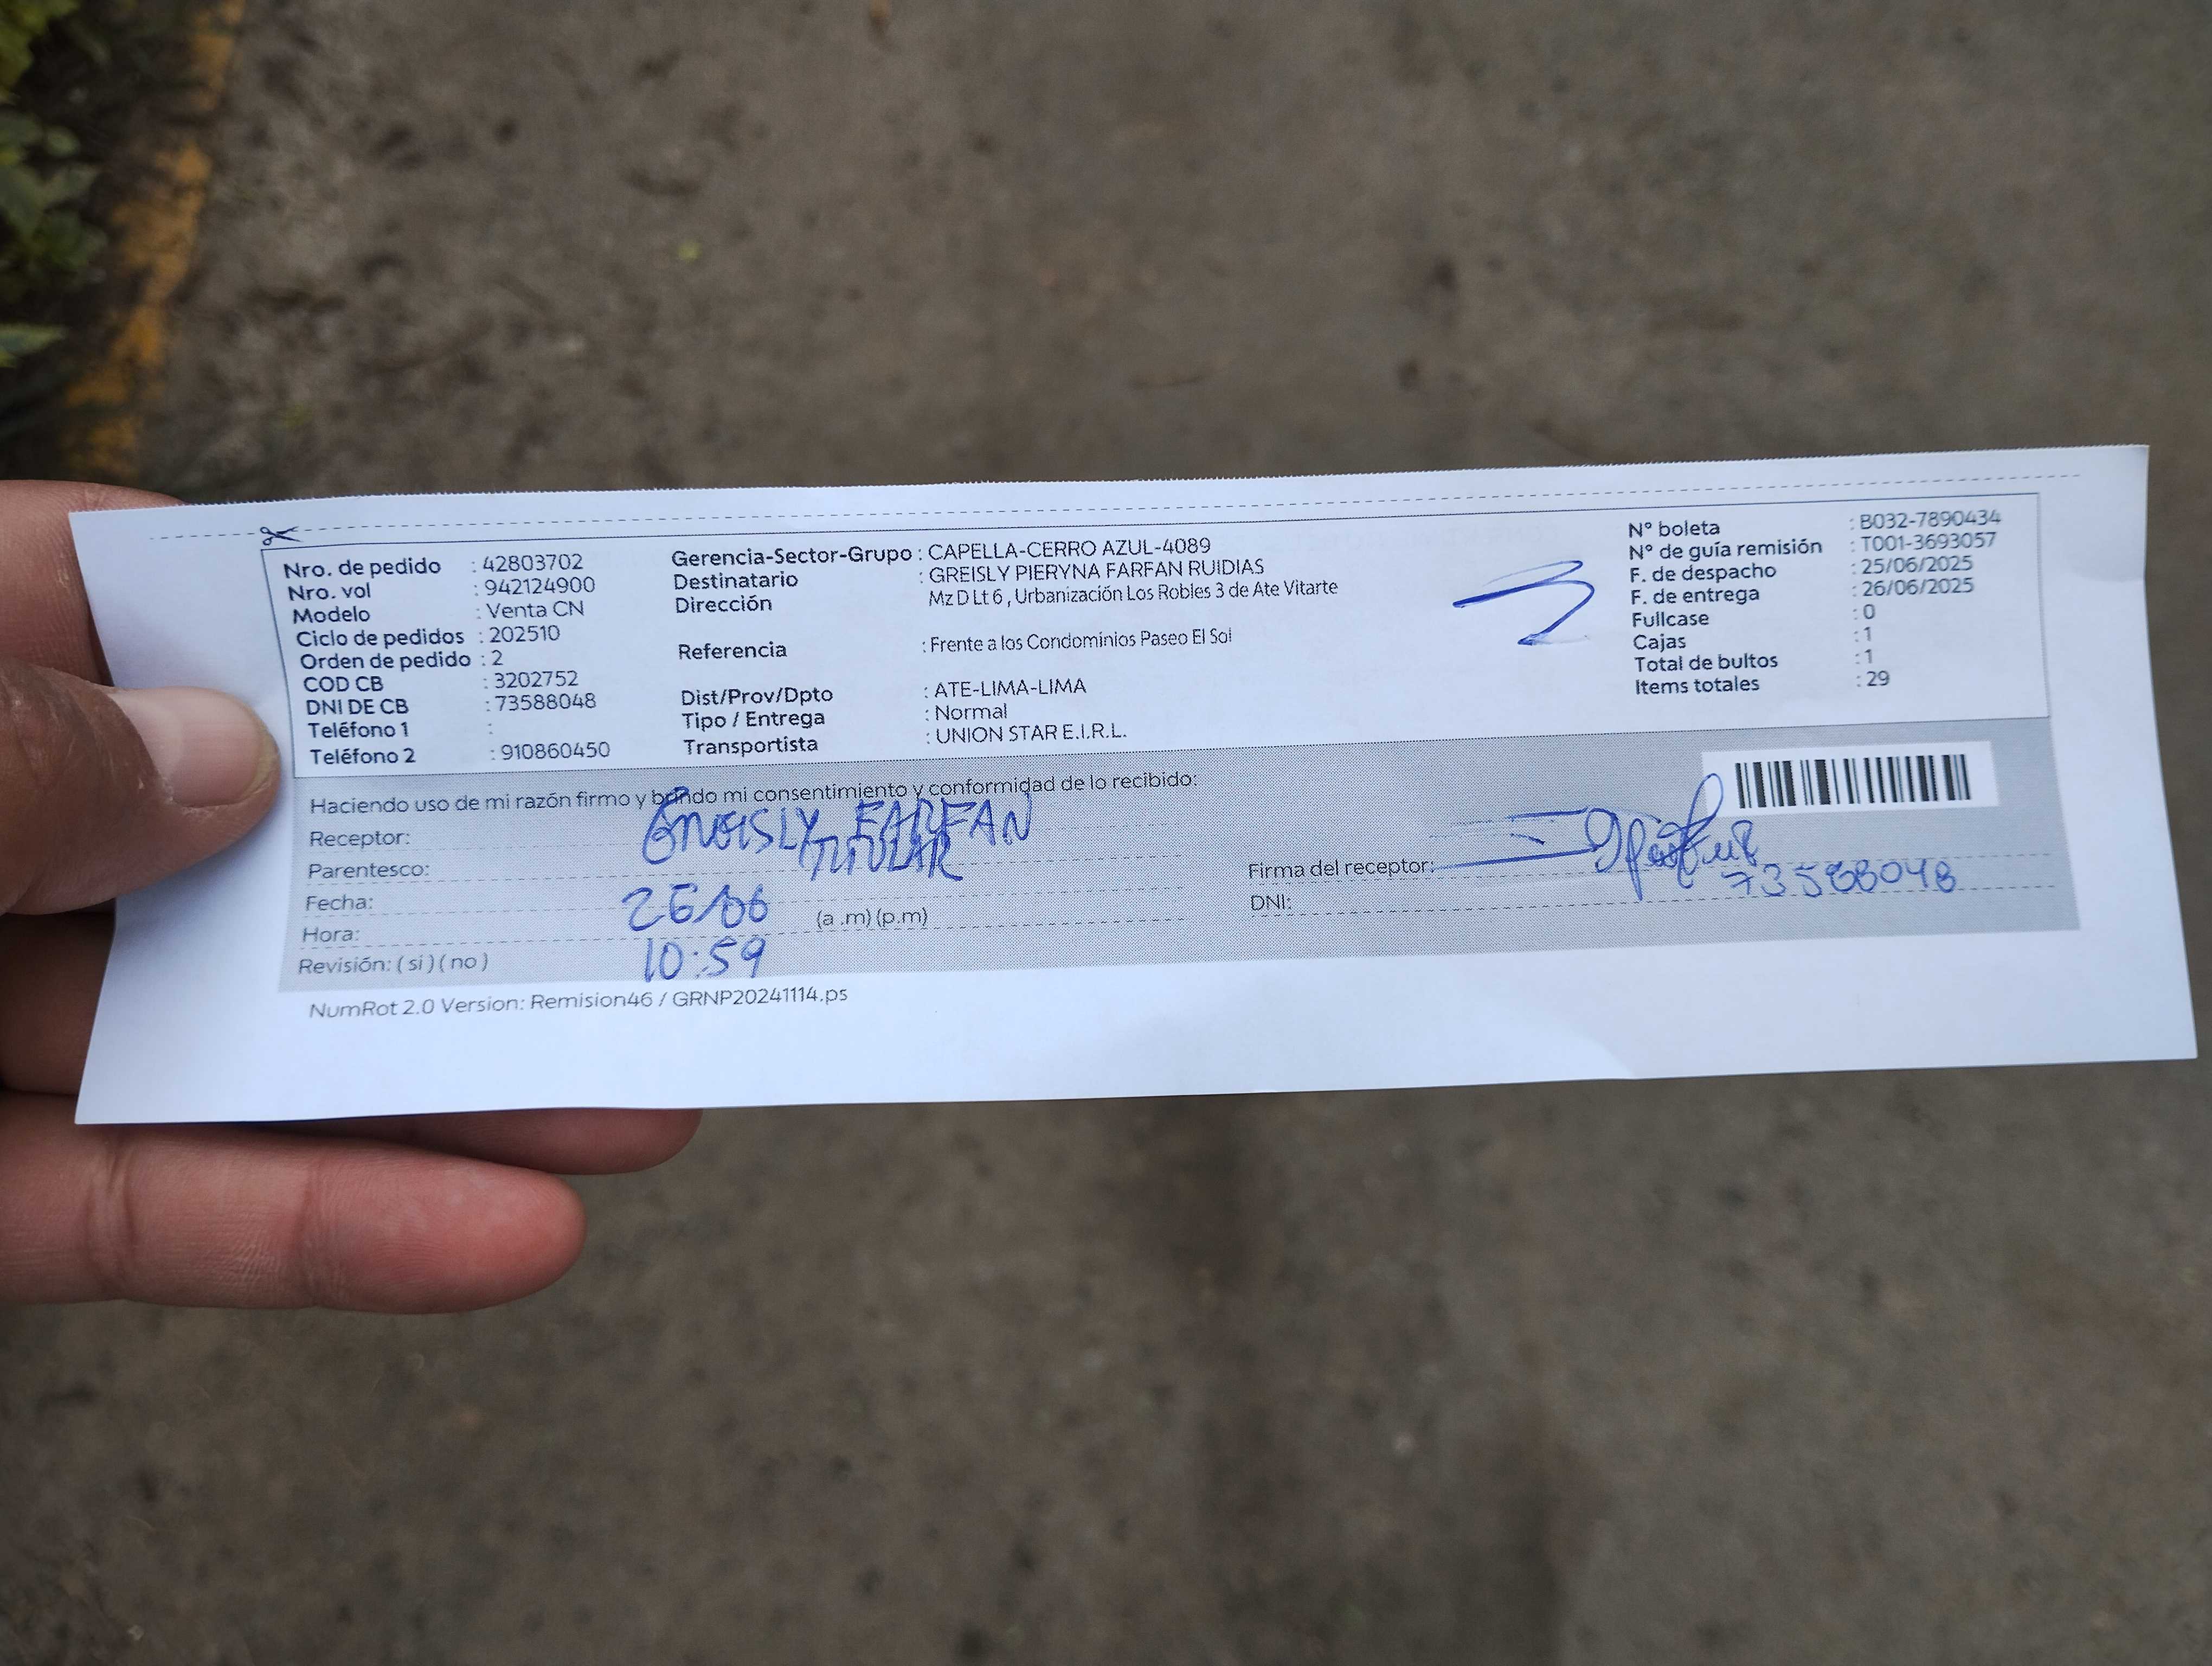 Nro. de pedido : 42803702
Nro. vol : 942124900
Modelo : Venta CN
Ciclo de pedidos : 202510
Orden de pedido : 2
COD CB : 3202752
DNI DE CB : 73588048
Teléfono 1 :
Teléfono 2 : 910860450
Gerencia-Sector-Grupo : CAPELLA-CERRO AZUL-4089
Destinatario : GREISLY PIERYNA FARFAN RUIDIAS
Dirección Mz D Lt 6 , Urbanización Los Robles 3 de Ate Vitarte
Referencia : Frente a los Condominios Paseo El Sol
Dist/Prov/Dpto : ATE-LIMA-LIMA
Tipo / Entrega : Normal
Transportista : UNION STAR E.I.R.L.
N° boleta : B032-7890434
N° de guía remisión : T001-3693057
F. de despacho : 25/06/2025
F. de entrega : 26/06/2025
Fullcase : 0
Cajas : 1
Total de bultos : 1
Items totales : 29
Haciendo uso de mi razón firmo y brindo mi consentimiento y conformidad de lo recibido:
Receptor: GREISLY FARFAN
Parentesco: TITULAR
Fecha: 26/06
Hora: 10:59 (a .m) (p.m)
Revisión: ( si ) ( no )
Firma del receptor:
DNI: 73588048
NumRot 2.0 Version: Remision46 / GRNP20241114.ps